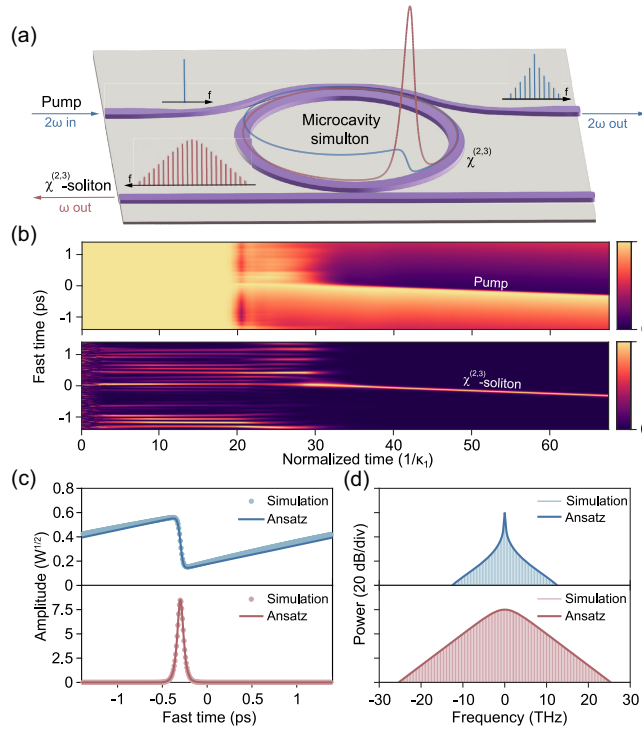 (a)
f
f
Pump
2ω in
Microcavity
simulton
2ω out
χ(2,3)
f
χ(2,3)-soliton
ω out
(b)
1
0
-1
Pump
Fast time (ps)
1
0
-1
χ(2,3)-soliton
0 10 20 30 40 50 60
Normalized time (1/κ1)
(c)
(d)
0.8
0.6
0.4
0.2
0
Simulation
Ansatz
Simulation
Ansatz
Amplitude (W1/2)
Power (20 dB/div)
7.5
5
2.5
0
Simulation
Ansatz
Simulation
Ansatz
-1 -0.5 0 0.5 1
Fast time (ps)
-30 -20 -10 0 10 20 30
Frequency (THz)